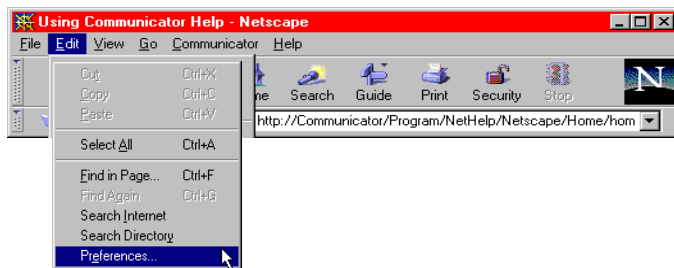 Using Communicator Help - Netscape
File Edit View Go Communicator Help
Search Guide Print Security Stop
http://Communicator/Program/NetHelp/Netscape/Home/hom
N
Cut Ctrl+X
Copy Ctrl+C
Paste Ctrl+V
Select All Ctrl+A
Find in Page... Ctrl+F
Find Again Ctrl+G
Search Internet
Search Directory
Preferences...